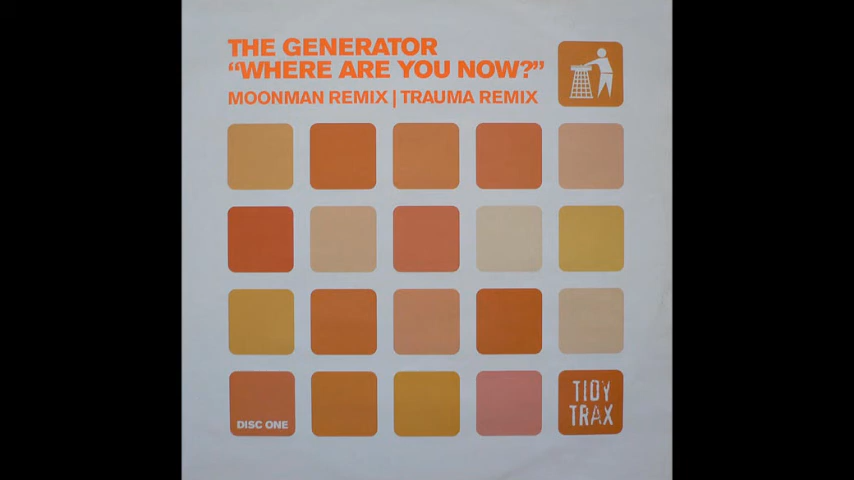 THE GENERATOR
“WHERE ARE YOU NOW?”
MOONMAN REMIX | TRAUMA REMIX
DISC ONE
TIDY
TRAX